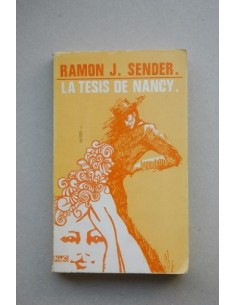 RAMON J. SENDER.
LA TESIS DE NANCY.